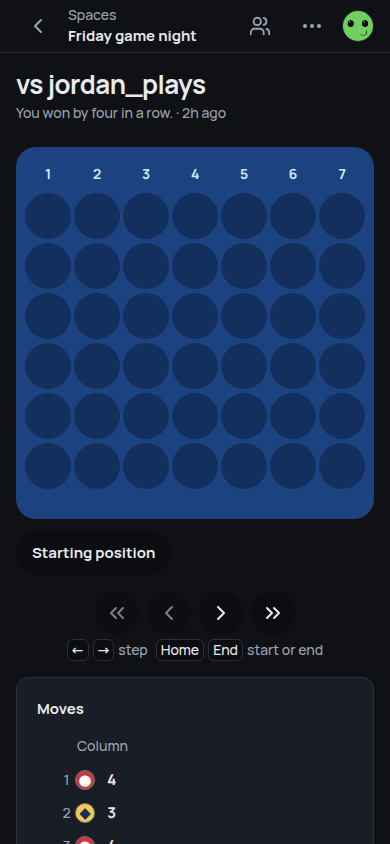 Spaces
Friday game night
vs jordan_plays
You won by four in a row. · 2h ago
1 2 3 4 5 6 7
Starting position
← → step Home End start or end
Moves
Column
1 4
2 3